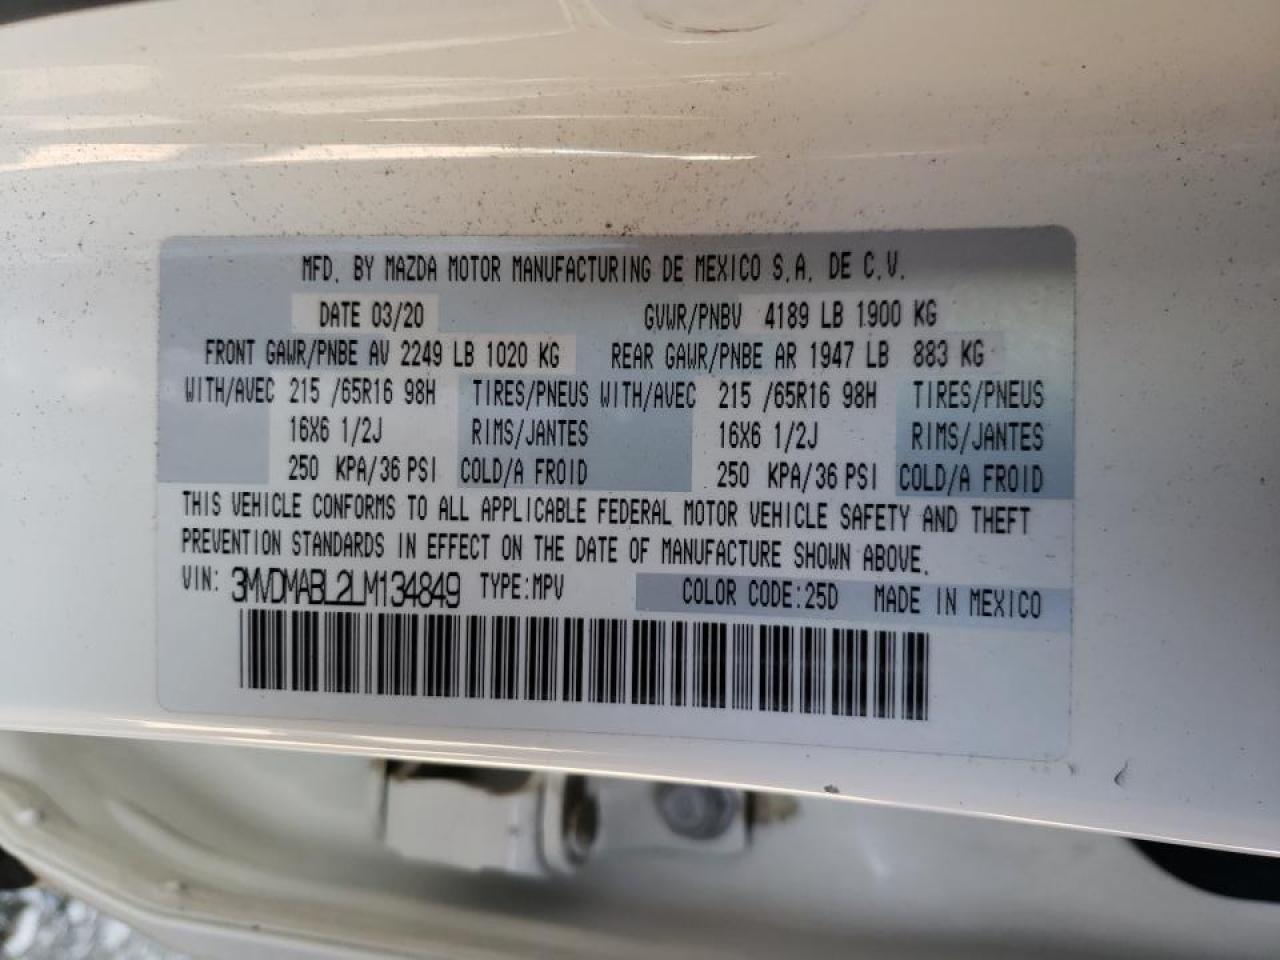 MFD. BY MAZDA MOTOR MANUFACTURING DE MEXICO S.A. DE C.V.
DATE 03/20 GVWR/PNBV 4189 LB 1900 KG
FRONT GAWR/PNBE AV 2249 LB 1020 KG REAR GAWR/PNBE AR 1947 LB 883 KG
WITH/AVEC 215 /65R16 98H TIRES/PNEUS WITH/AVEC 215 /65R16 98H TIRES/PNEUS
16X6 1/2J RIMS/JANTES 16X6 1/2J RIMS/JANTES
250 KPA/36 PSI COLD/A FROID 250 KPA/36 PSI COLD/A FROID
THIS VEHICLE CONFORMS TO ALL APPLICABLE FEDERAL MOTOR VEHICLE SAFETY AND THEFT
PREVENTION STANDARDS IN EFFECT ON THE DATE OF MANUFACTURE SHOWN ABOVE.
VIN: 3MVDMABL2LM134849 TYPE:MPV COLOR CODE:25D MADE IN MEXICO